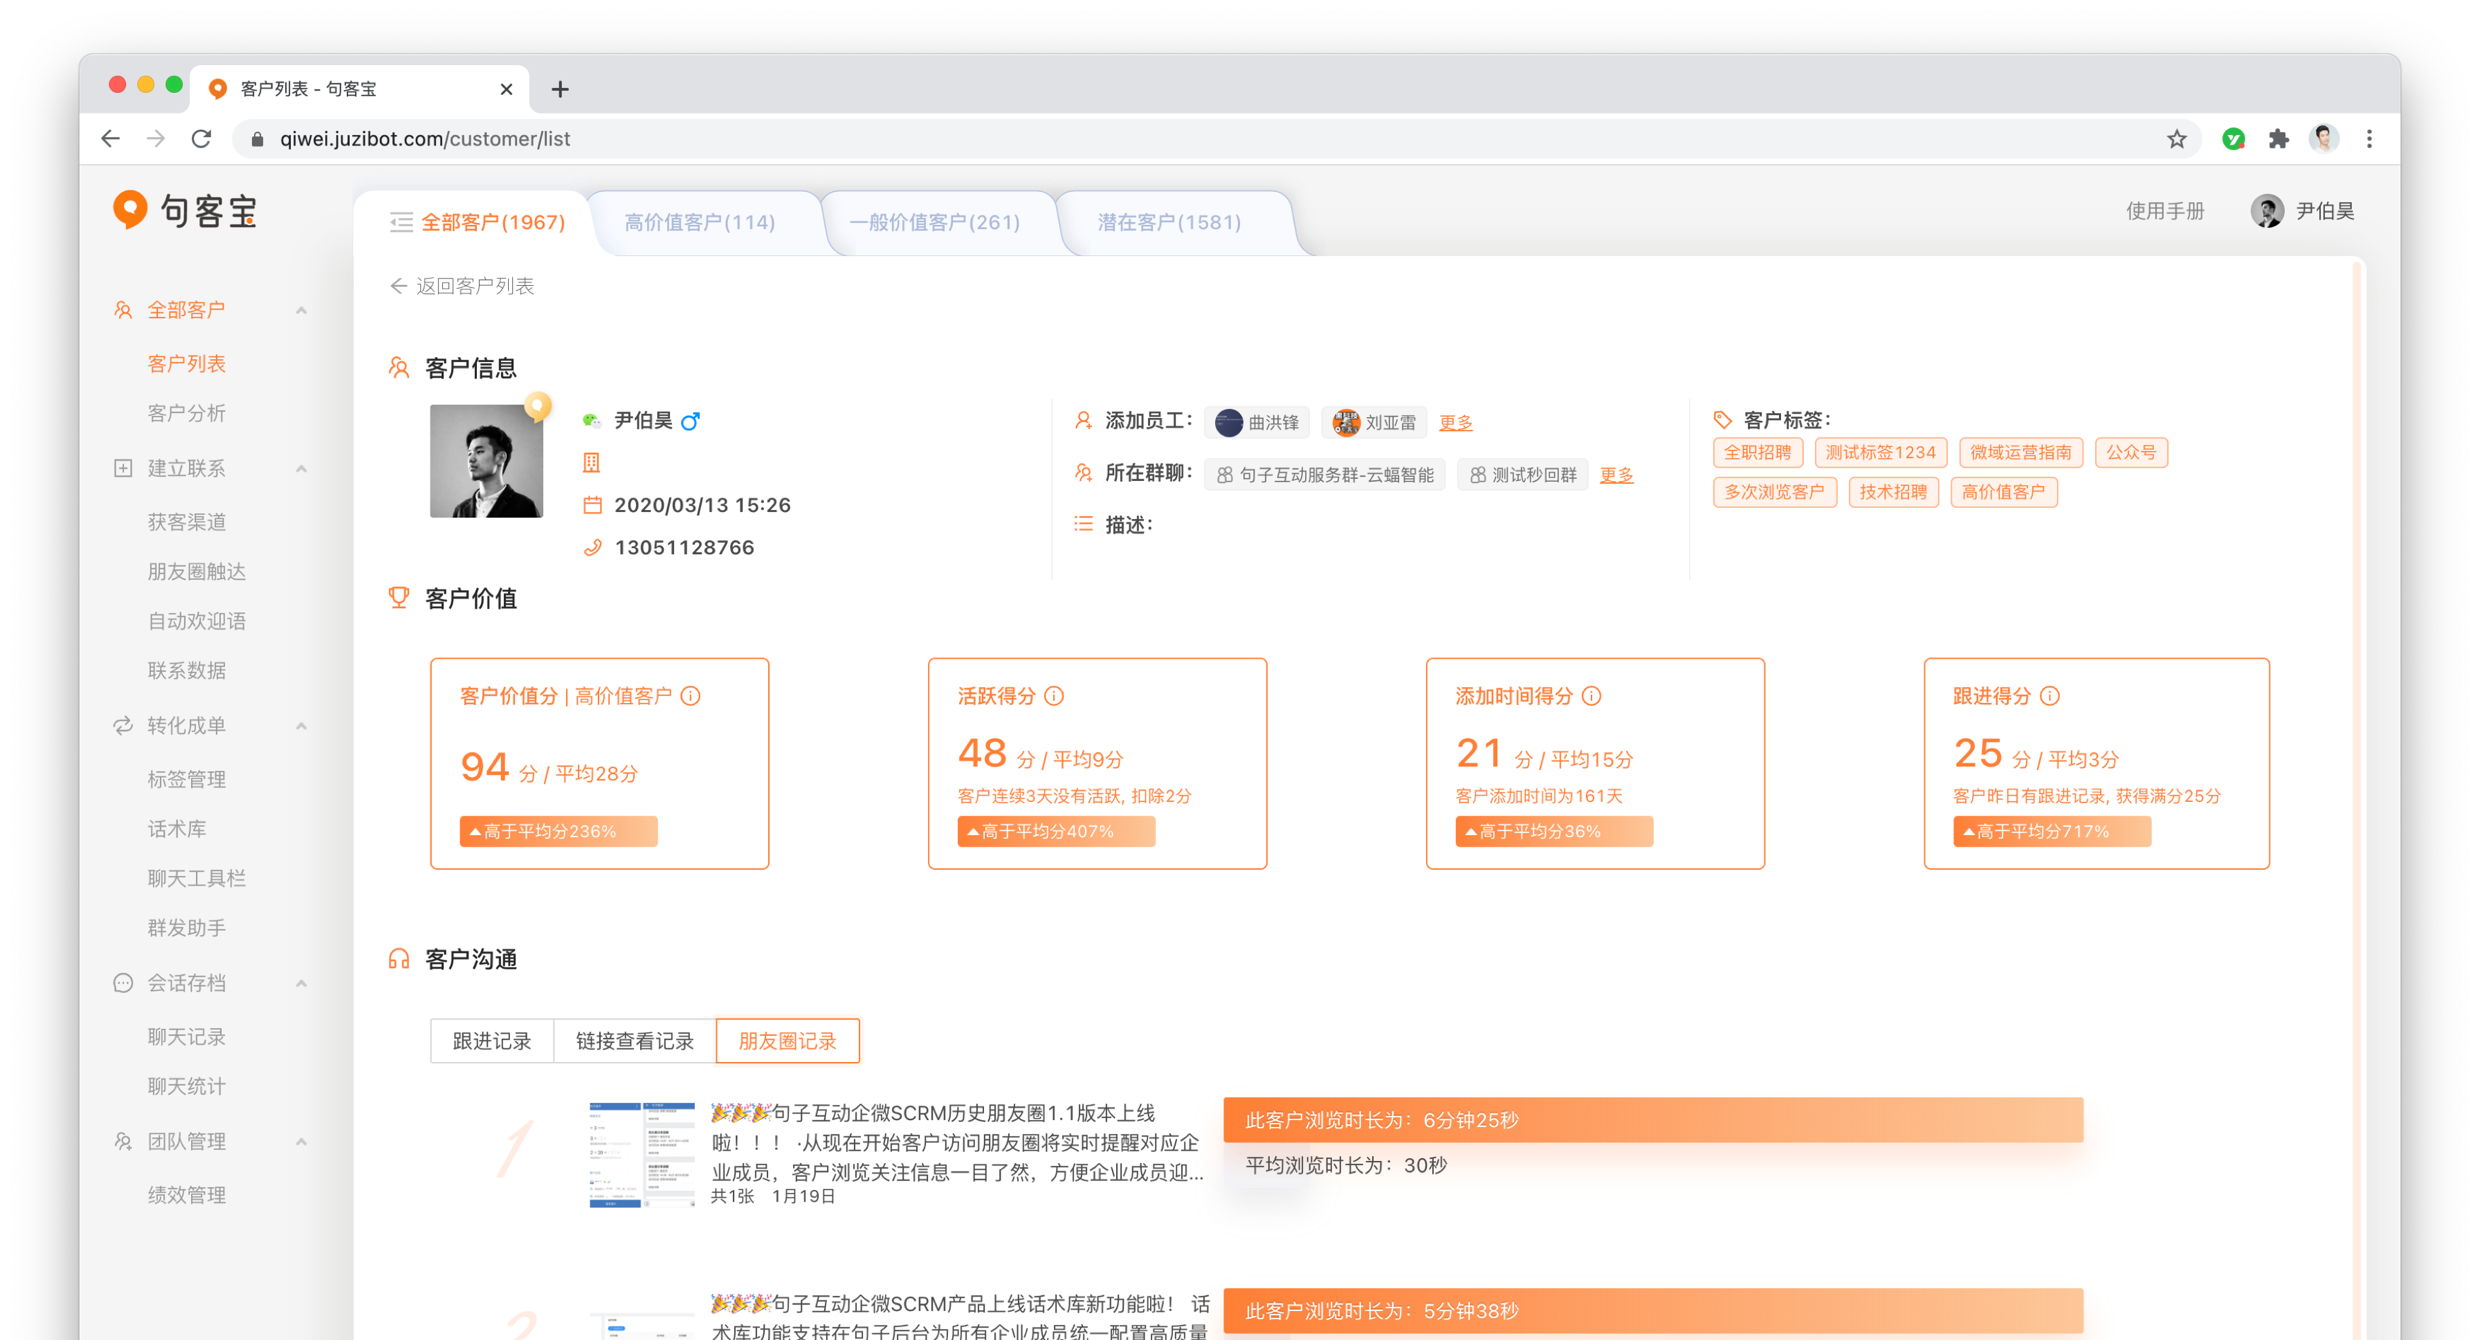 客户列表 - 句客宝
qiwei.juzibot.com/customer/list
句客宝
全部客户(1967)
高价值客户(114)
一般价值客户(261)
潜在客户(1581)
使用手册
尹伯昊
返回客户列表
全部客户
客户列表
客户分析
建立联系
获客渠道
朋友圈触达
自动欢迎语
联系数据
转化成单
标签管理
话术库
聊天工具栏
群发助手
会话存档
聊天记录
聊天统计
团队管理
绩效管理
客户信息
尹伯昊
2020/03/13 15:26
13051128766
添加员工: 曲洪锋 刘亚雷 更多
所在群聊: 句子互动服务群-云蝠智能 测试秒回群 更多
描述:
客户标签:
全职招聘 测试标签1234 微域运营指南 公众号
多次浏览客户 技术招聘 高价值客户
客户价值
客户价值分 | 高价值客户
94 分 / 平均28分
高于平均分236%
活跃得分
48 分 / 平均9分
客户连续3天没有活跃, 扣除2分
高于平均分407%
添加时间得分
21 分 / 平均15分
客户添加时间为161天
高于平均分36%
跟进得分
25 分 / 平均3分
客户昨日有跟进记录, 获得满分25分
高于平均分717%
客户沟通
跟进记录 链接查看记录 朋友圈记录
1
🎉🎉🎉句子互动企微SCRM历史朋友圈1.1版本上线
啦！！！ ·从现在开始客户访问朋友圈将实时提醒对应企
业成员，客户浏览关注信息一目了然，方便企业成员迎...
共1张 1月19日
此客户浏览时长为：6分钟25秒
平均浏览时长为：30秒
2
🎉🎉🎉句子互动企微SCRM产品上线话术库新功能啦！ 话
术库功能支持在句子后台为所有企业成员统一配置高质量
此客户浏览时长为：5分钟38秒